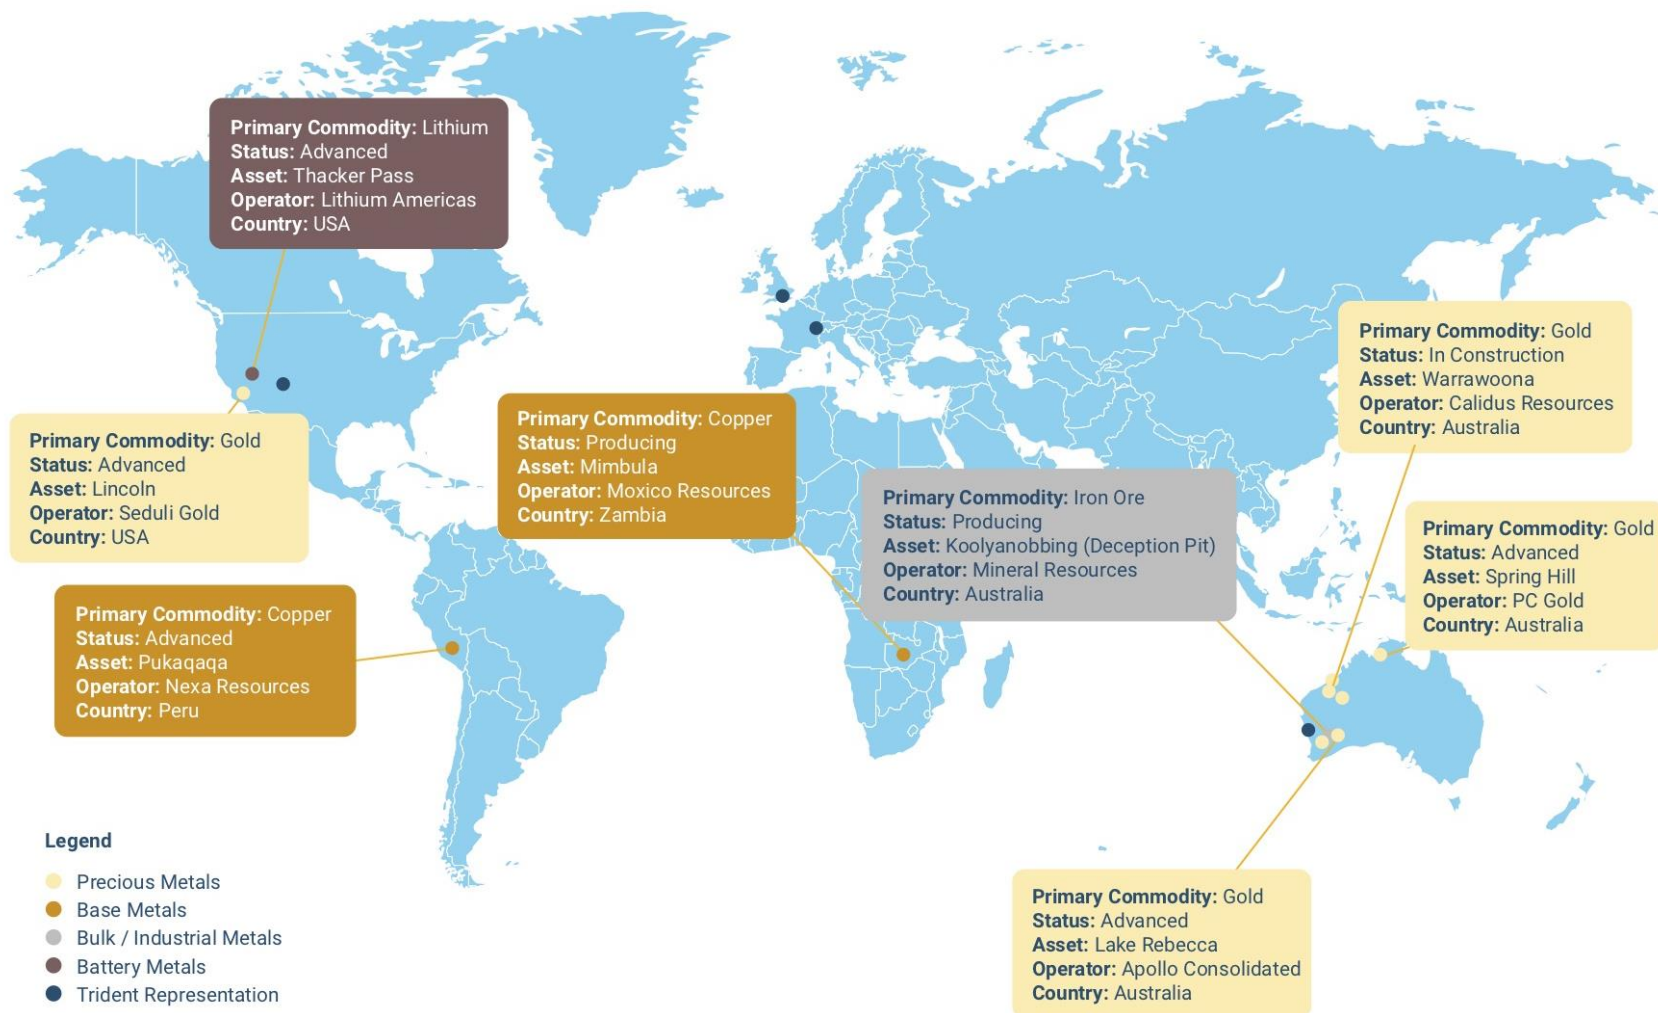 Primary Commodity: Lithium
Status: Advanced
Asset: Thacker Pass
Operator: Lithium Americas
Country: USA
Primary Commodity: Gold
Status: In Construction
Asset: Warrawoona
Operator: Calidus Resources
Country: Australia
Primary Commodity: Copper
Status: Producing
Asset: Mimbula
Operator: Moxico Resources
Country: Zambia
Primary Commodity: Gold
Status: Advanced
Asset: Lincoln
Operator: Seduli Gold
Country: USA
Primary Commodity: Iron Ore
Status: Producing
Asset: Koolyanobbing (Deception Pit)
Operator: Mineral Resources
Country: Australia
Primary Commodity: Gold
Status: Advanced
Asset: Spring Hill
Operator: PC Gold
Country: Australia
Primary Commodity: Copper
Status: Advanced
Asset: Pukaqaqa
Operator: Nexa Resources
Country: Peru
Primary Commodity: Gold
Status: Advanced
Asset: Lake Rebecca
Operator: Apollo Consolidated
Country: Australia
Legend
Precious Metals
Base Metals
Bulk / Industrial Metals
Battery Metals
Trident Representation